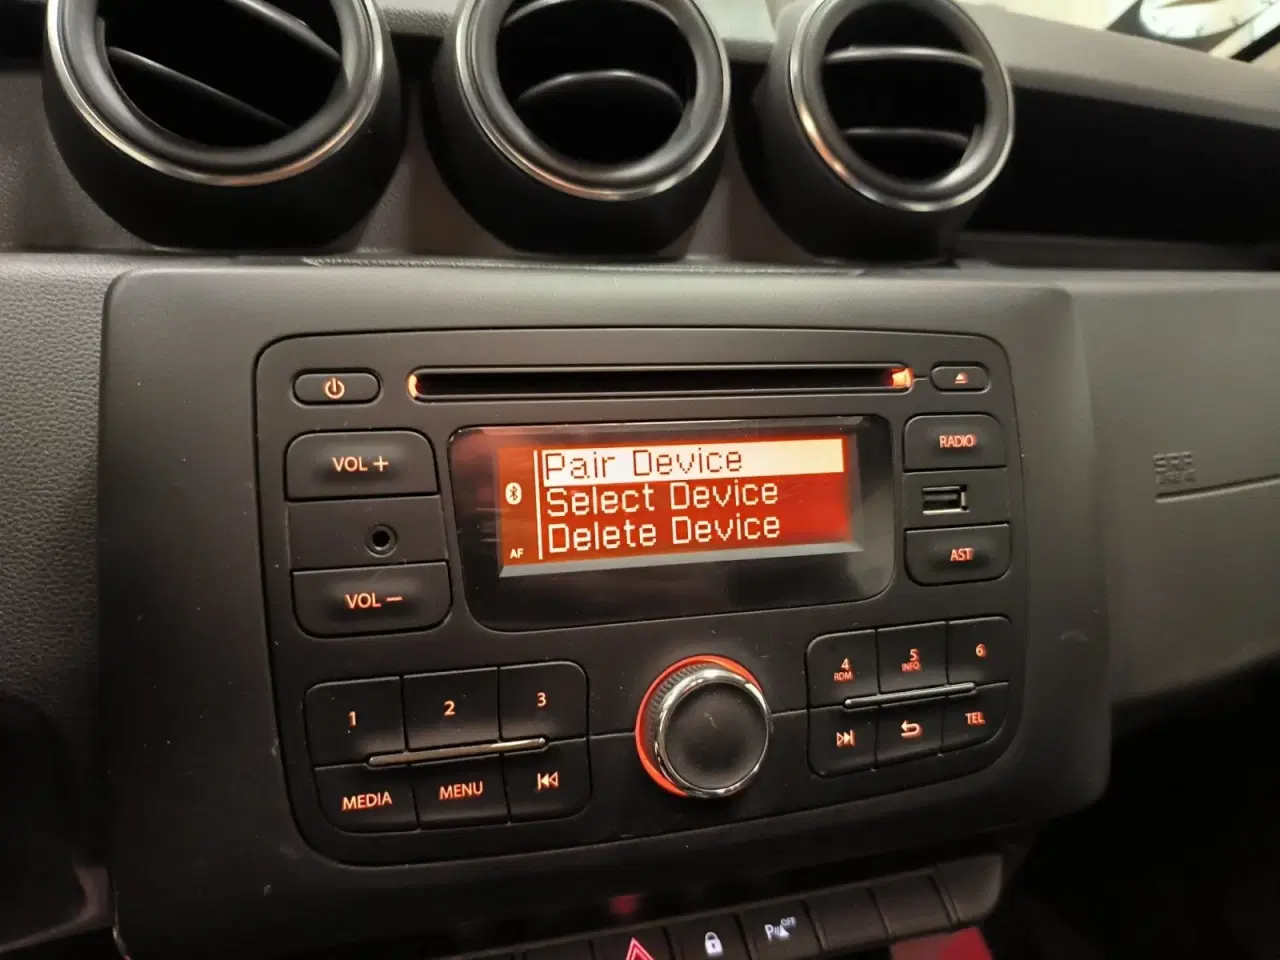 VOL +
RADIO
Pair Device
Select Device
Delete Device
AF
AST
VOL −
1
2
3
4
RDM
5
INFO
6
MEDIA
MENU
TEL
P
OFF